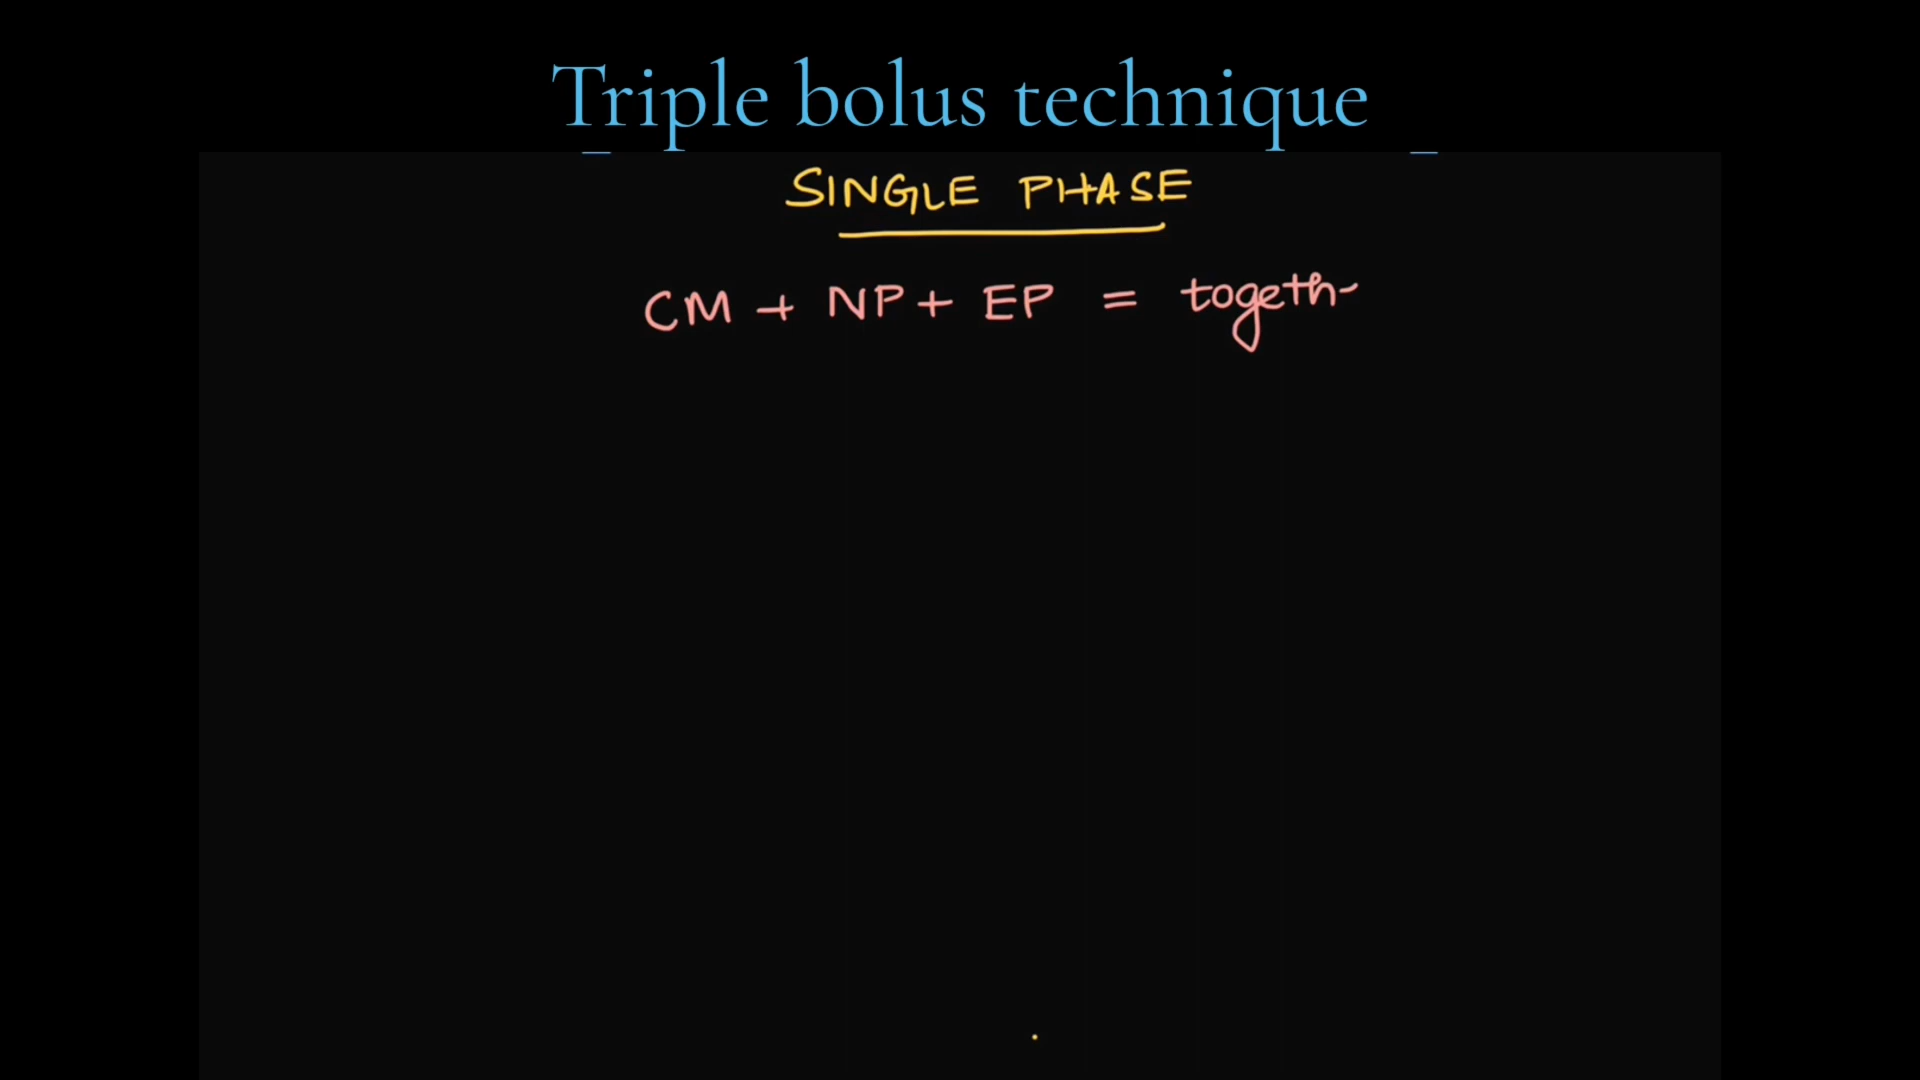 Triple bolus technique
SINGLE PHASE
CM + NP + EP = togeth-